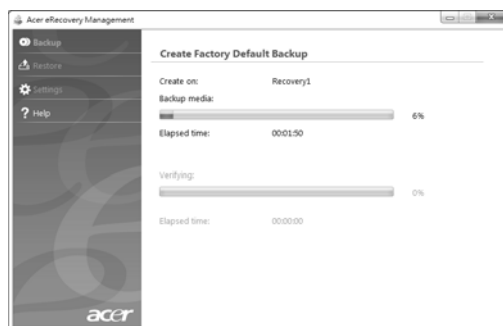 Acer eRecovery Management
Backup
Restore
Settings
Help
Create Factory Default Backup
Create on: Recovery1
Backup media:
6%
Elapsed time: 00:01:50
Verifying:
0%
Elapsed time: 00:00:00
acer